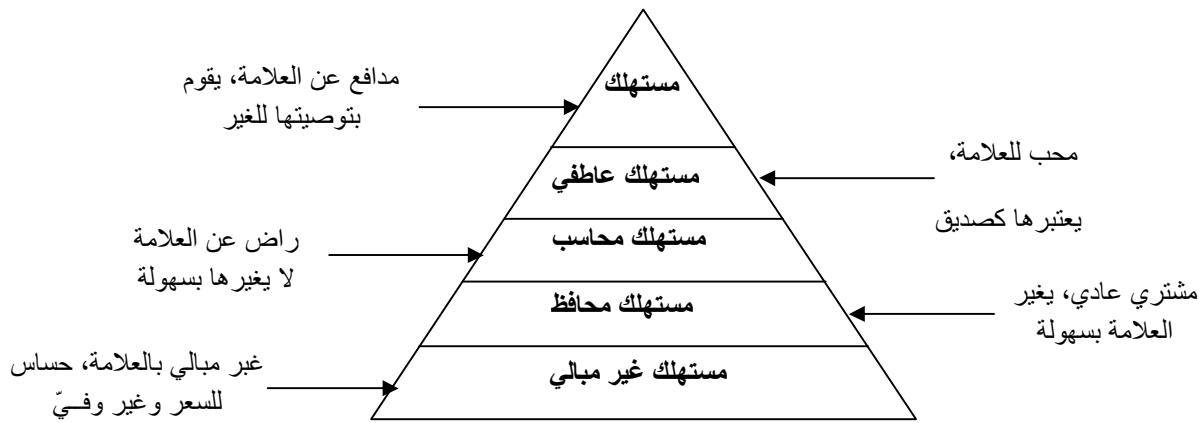 مستهلك
مدافع عن العلامة، يقوم
بتوصيتها للغير
مستهلك عاطفي
محب للعلامة،
يعتبرها كصديق
مستهلك محاسب
راض عن العلامة
لا يغيرها بسهولة
مستهلك محافظ
مشتري عادي، يغير
العلامة بسهولة
مستهلك غير مبالي
غبر مبالي بالعلامة، حساس
للسعر وغير وفــيّ